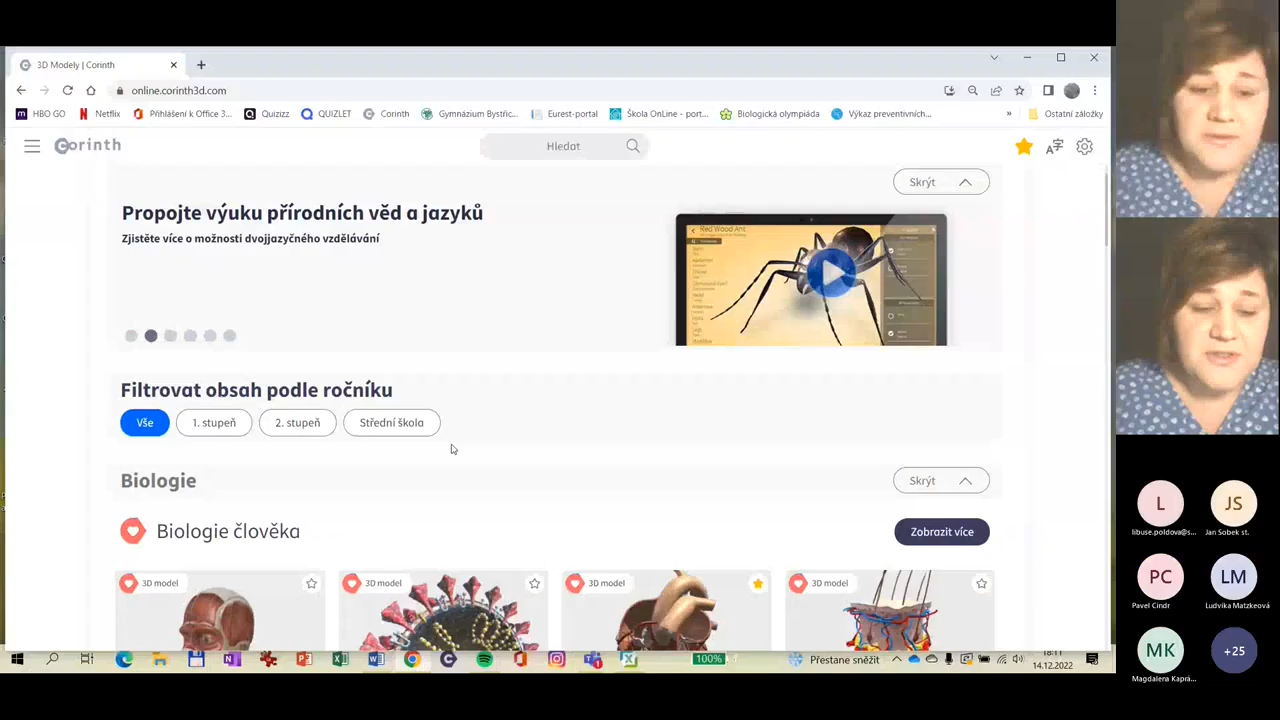 3D Modely | Corinth
online.corinth3d.com
HBO GO
Netflix
Přihlášení k Office 3...
Quizizz
QUIZLET
Corinth
Gymnázium Bystřic...
Eurest-portal
Škola OnLine - port...
Biologická olympiáda
Výkaz preventivních...
»
Ostatní záložky
corinth
Hledat
Skrýt
Propojte výuku přírodních věd a jazyků
Zjistěte více o možnosti dvojjazyčného vzdělávání
Red Wood Ant
Filtrovat obsah podle ročníku
Vše
1. stupeň
2. stupeň
Střední škola
Biologie
Skrýt
Biologie člověka
Zobrazit více
3D model
3D model
3D model
3D model
100%
Přestane sněžit
18:11
14.12.2022
L
libuse.poldova@s...
JS
Jan Sobek st.
PC
Pavel Cindr
LM
Ludvika Matzkeová
MK
Magdalena Kaprá...
+25